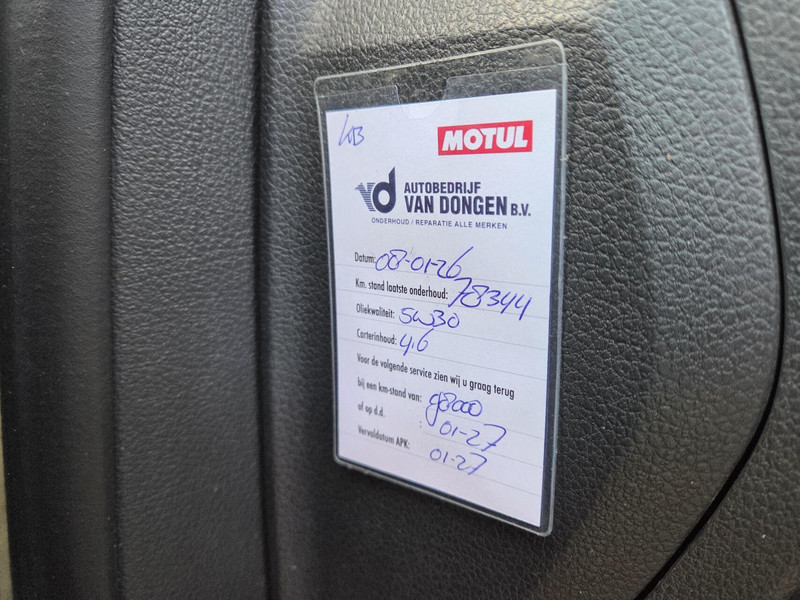 KB
MOTUL
vd AUTOBEDRIJF
VAN DONGEN B.V.
ONDERHOUD / REPARATIE ALLE MERKEN
Datum: 08-01-26
Km. stand laatste onderhoud: 78344
Oliekwaliteit: 5w30
Carterinhoud: 4,6
Voor de volgende service zien wij u graag terug
bij een km-stand van: 98000
of op d.d. : 01-27
Vervaldatum APK: 01-27